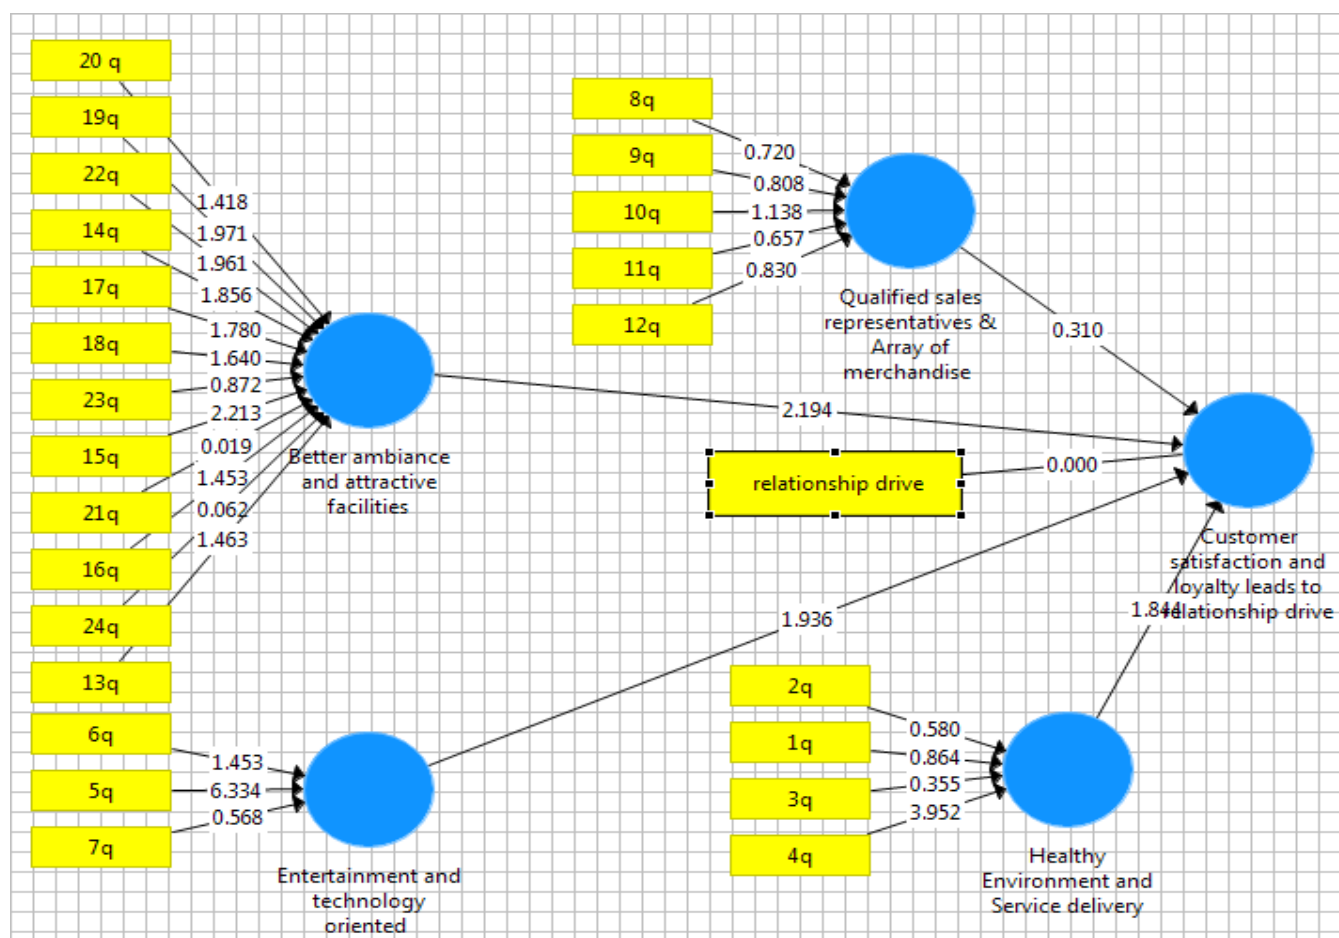 20 q
19q
22q
14q
17q
18q
23q
15q
21q
16q
24q
13q
1.418
1.971
1.961
1.856
1.780
1.640
0.872
2.213
0.019
1.453
0.062
1.463
Better ambiance
and attractive
facilities
8q
9q
10q
11q
12q
0.720
0.808
1.138
0.657
0.830
Qualified sales
representatives &
Array of
merchandise
0.310
2.194
relationship drive
0.000
Customer
satisfaction and
loyalty leads to
relationship drive
1.936
1.844
6q
5q
7q
1.453
6.334
0.568
Entertainment and
technology
oriented
2q
1q
3q
4q
0.580
0.864
0.355
3.952
Healthy
Environment and
Service delivery